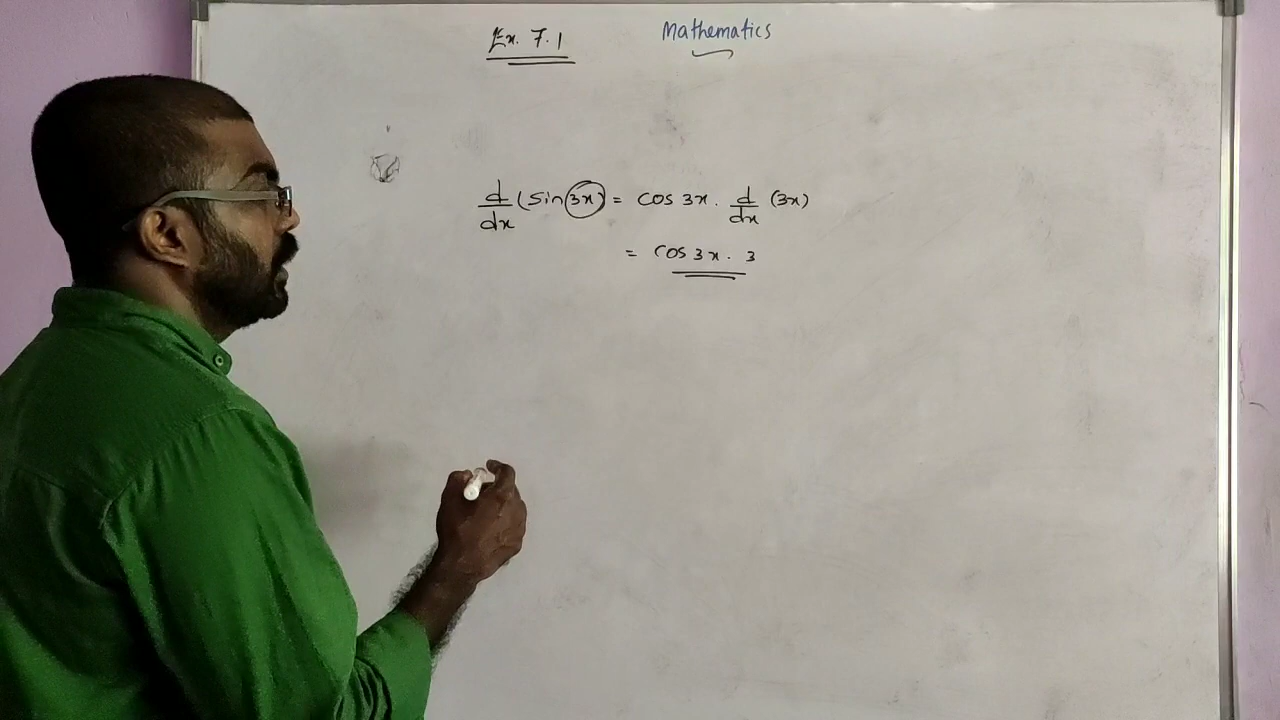 Ex. 7.1 Mathematics
d/dx (sin 3x) = cos 3x . d/dx (3x)
= cos 3x . 3